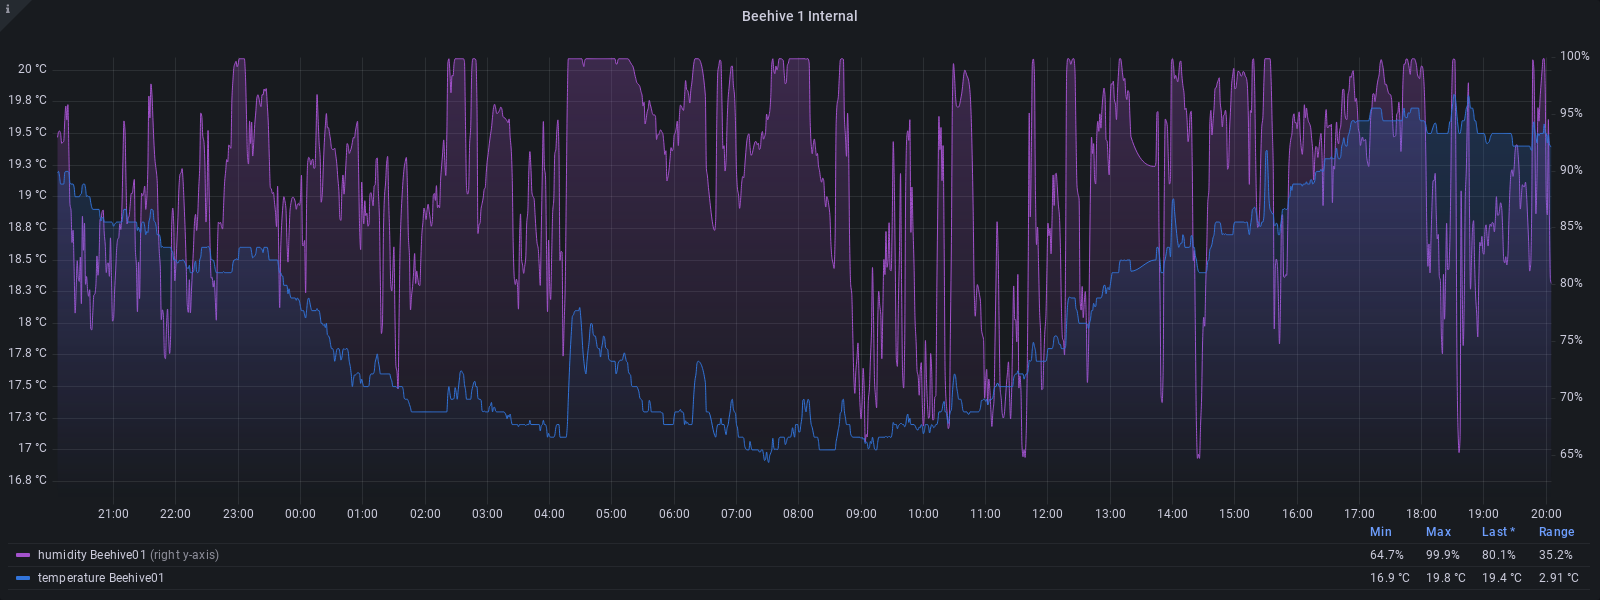 i
Beehive 1 Internal
20 °C
19.8 °C
19.5 °C
19.3 °C
19 °C
18.8 °C
18.5 °C
18.3 °C
18 °C
17.8 °C
17.5 °C
17.3 °C
17 °C
16.8 °C
100%
95%
90%
85%
80%
75%
70%
65%
21:00 22:00 23:00 00:00 01:00 02:00 03:00 04:00 05:00 06:00 07:00 08:00 09:00 10:00 11:00 12:00 13:00 14:00 15:00 16:00 17:00 18:00 19:00 20:00
Min Max Last * Range
humidity Beehive01 (right y-axis) 64.7% 99.9% 80.1% 35.2%
temperature Beehive01 16.9 °C 19.8 °C 19.4 °C 2.91 °C